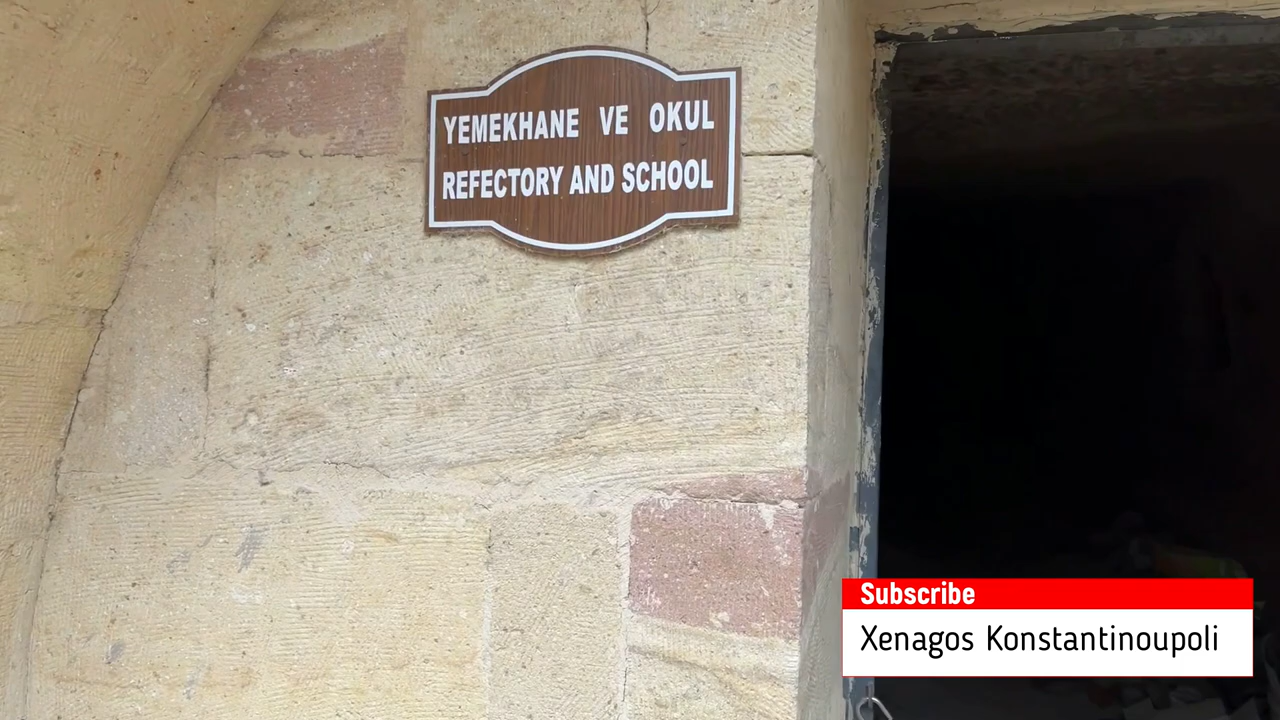 YEMEKHANE VE OKUL
REFECTORY AND SCHOOL
Subscribe
Xenagos Konstantinoupoli